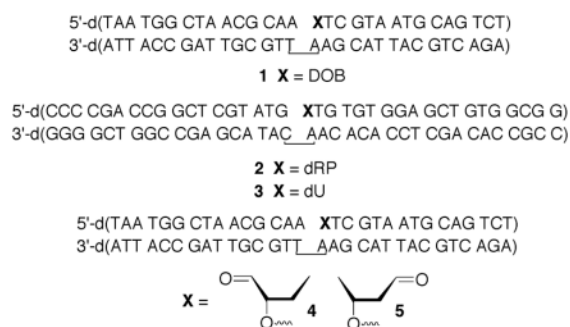 5'-d(TAA TGG CTA ACG CAA XTC GTA ATG CAG TCT)
3'-d(ATT ACC GAT TGC GTT AAG CAT TAC GTC AGA)
1 X = DOB
5'-d(CCC CCG ACC GG CT CGT ATG XTG TGT GGA GCT GTG GCG G)
3'-d(GGG GCT GGC CGA GCA TAC AAC ACA CCT CGA CAC CGC C)
2 X = dRP
3 X = dU
5'-d(TAA TGG CTA ACG CAA XTC GTA ATG CAG TCT)
3'-d(ATT ACC GAT TGC GTT AAG CAT TAC GTC AGA)
X = O O 4 O O 5